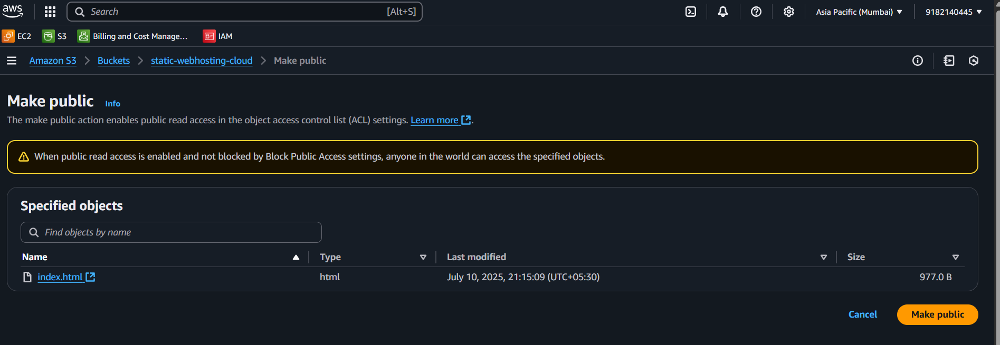 aws Search [Alt+S] Asia Pacific (Mumbai) 9182140445
EC2 S3 Billing and Cost Manage... IAM
Amazon S3 Buckets static-webhosting-cloud Make public
Make public Info
The make public action enables public read access in the object access control list (ACL) settings. Learn more.
When public read access is enabled and not blocked by Block Public Access settings, anyone in the world can access the specified objects.
Specified objects
Find objects by name
Name Type Last modified Size
index.html html July 10, 2025, 21:15:09 (UTC+05:30) 977.0 B
Cancel Make public